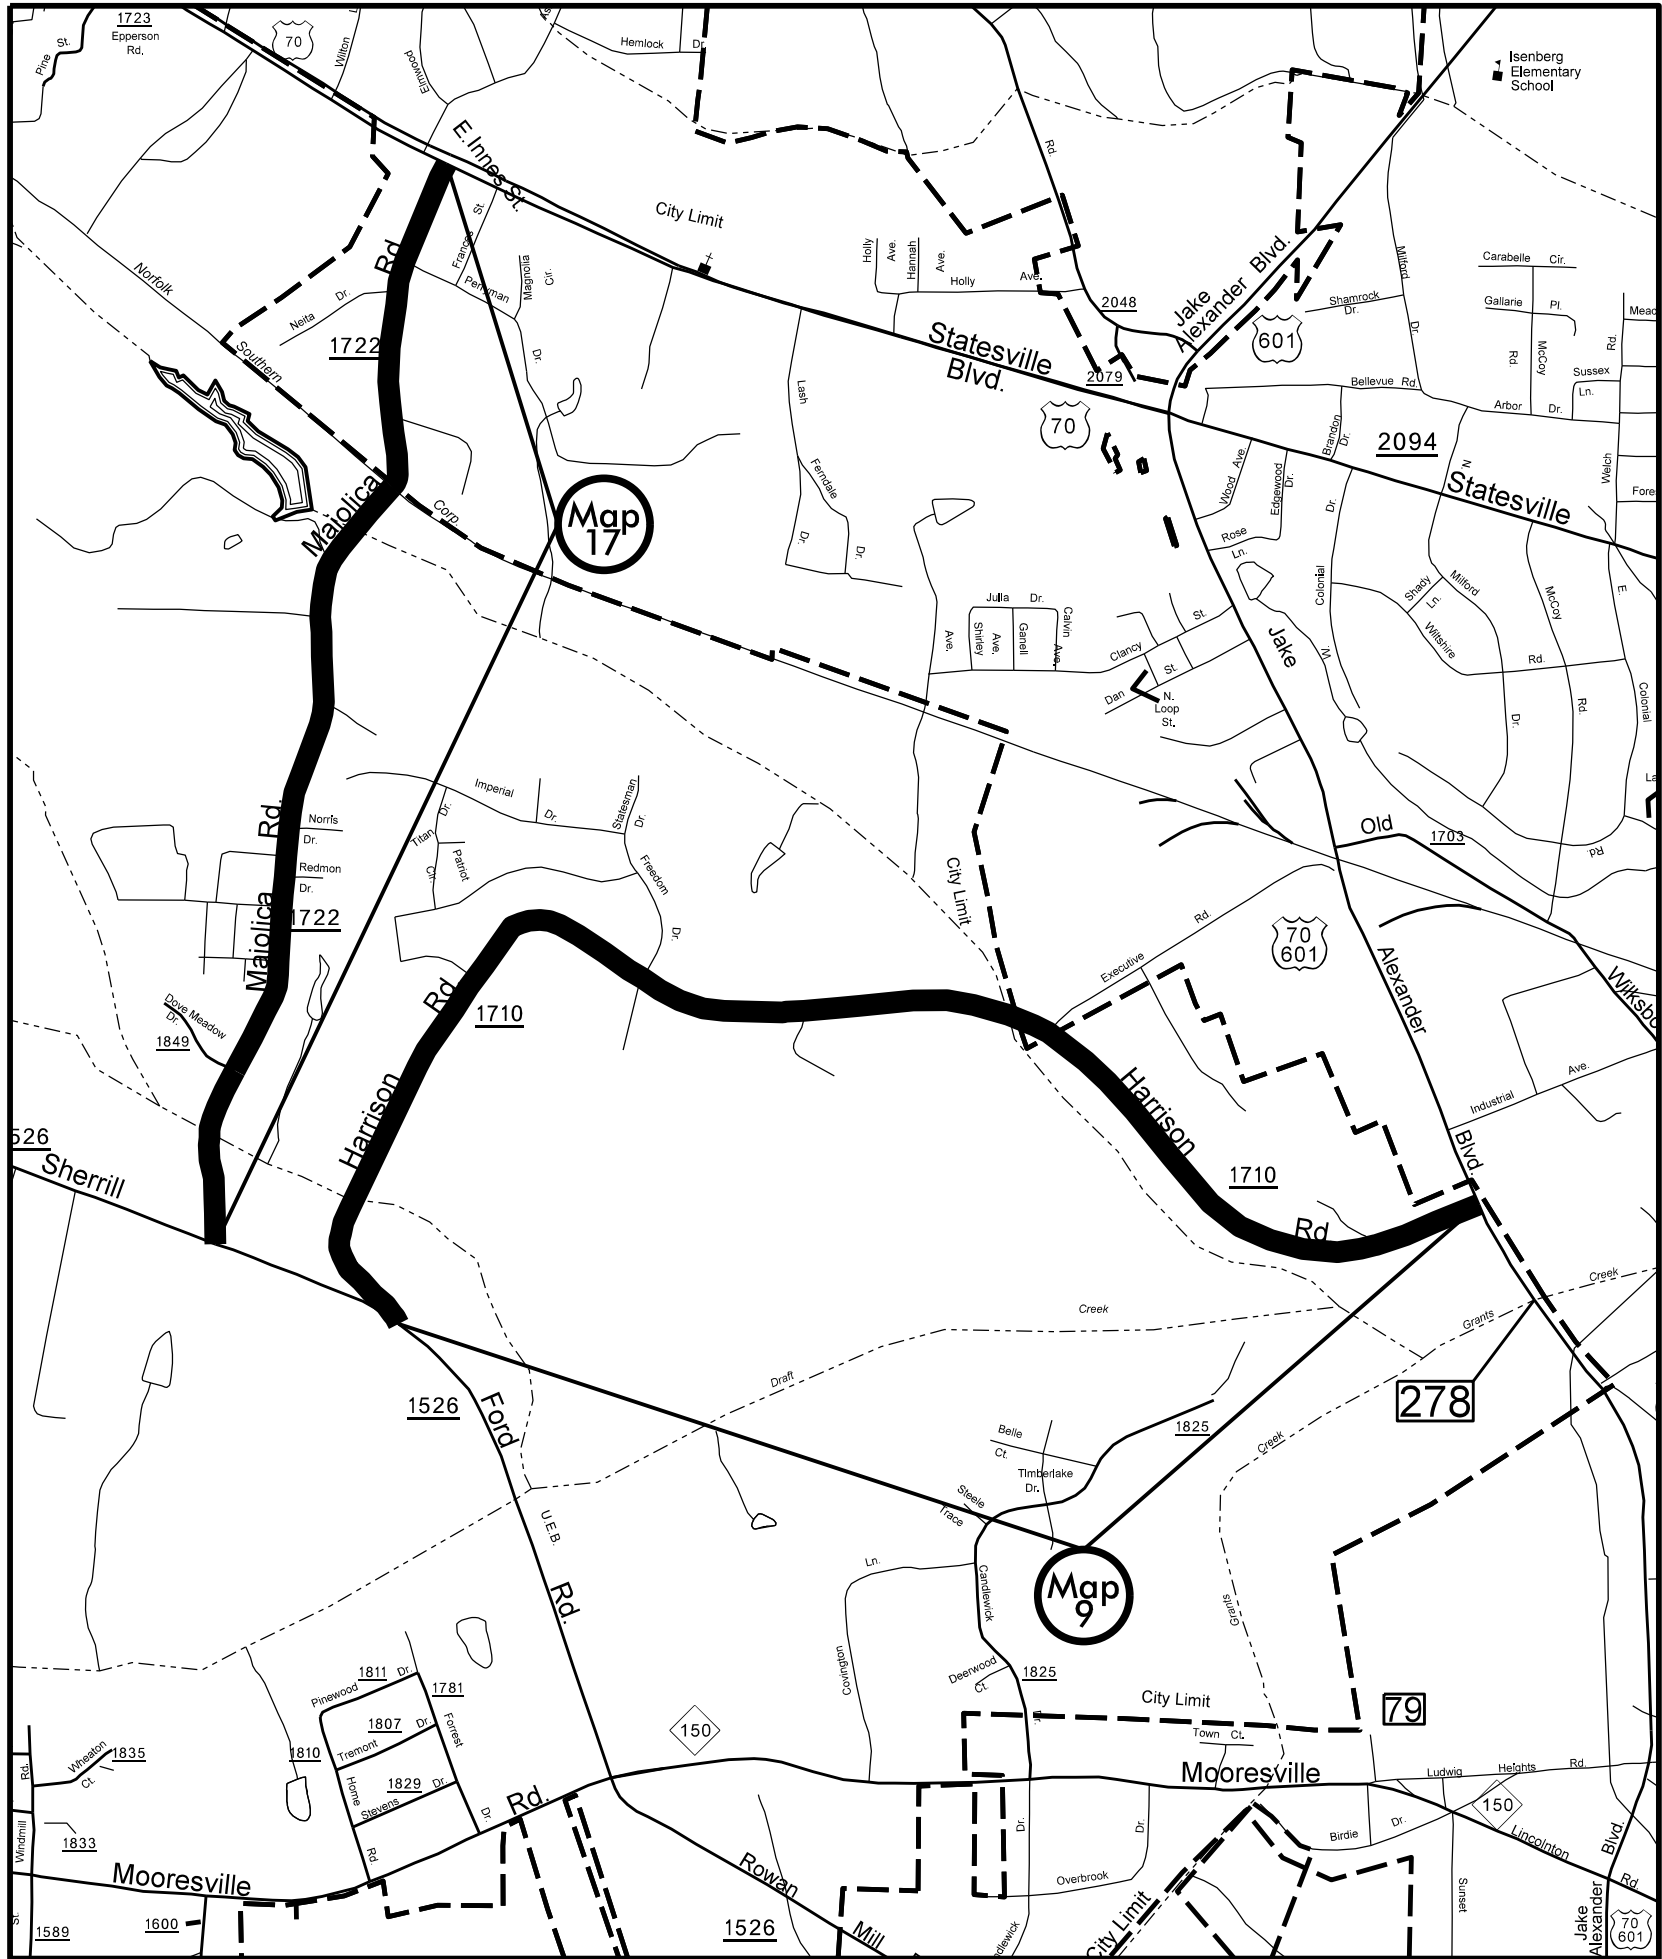 1723
Epperson
Rd.
Pine
St.
70
Wilton
Elmwood
Hemlock Dr.
Isenberg
Elementary
School
E. Innes St.
City Limit
Rd.
Rd
Frances
St.
Perryman
Magnolia
Cir.
Dr.
Norfolk
Southern
Corp.
Neita
Dr.
1722
Holly
Ave.
Hannah
Ave.
Holly
Ave.
2048
2079
Jake
Alexander Blvd.
601
Statesville
Blvd.
70
Milford
Dr.
Shamrock
Dr.
Carabelle Cir.
Gallarie Pl.
McCoy
Rd.
Rd.
Sussex
Ln.
Bellevue Rd.
Arbor Dr.
Brandon
Dr.
2094
N.
Statesville
Welch
Wood Ave.
Edgewood
Dr.
Rose
Ln.
Lash
Dr.
Ferndale
Dr.
Maiolica
Map
17
Julia Dr.
Ave.
Shirley
Ave.
Ganell
Calvin
Ave.
Clancy
St.
St.
Dan
N.
Loop
St.
Jake
Colonial
Dr.
W.
Shady
Ln.
Milford
Dr.
Wiltshire
Rd.
McCoy
Rd.
E.
Colonial
Rd
Imperial
Dr.
Statesman
Dr.
Titan
Dr.
Cir.
Patriot
Freedom
Dr.
Norris
Dr.
Redmon
Dr.
Maiolica
Rd.
1722
City Limit
Old
1703
Wilksbo
Executive
Rd.
70
601
Alexander
Blvd.
Industrial
Ave.
Dove Meadow
Dr.
1849
Rd
1710
Harrison
Harrison
1710
Rd
526
Sherrill
Creek
Draft
Grants
Creek
278
1526
Ford
Rd.
U.E.B.
Belle
Ct.
Timberlake
Dr.
1825
Steele
Trace
Creek
Grants
Map
9
Ln.
Covington
Candlewick
Dr.
Deerwood
Ct.
1825
City Limit
79
Town Ct.
Pinewood
1811 Dr.
1781
1807
Tremont
Dr.
Forrest
Dr.
1810
Home
Rd.
1829
Stevens
Dr.
Wheaton
Ct.
1835
Rd.
Windmill
St.
1833
150
Rd.
Mooresville
Ludwig Heights Rd.
150
Lincolnton
Rd.
Blvd.
Birdie
Dr.
Dr.
Overbrook
Dr.
Sunset
Mooresville
1600
1589
Rowan
Mill
1526
dlewick
City Limit
Jake
Alexander
70
601